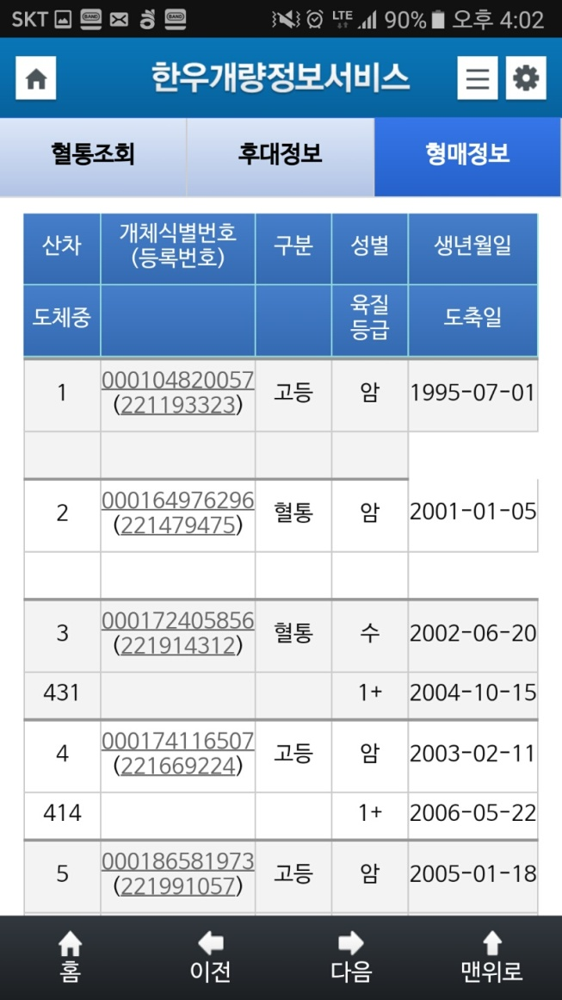 SKT LTE 90% 오후 4:02
한우개량정보서비스
혈통조회 후대정보 형매정보
산차 개체식별번호 (등록번호) 구분 성별 생년월일
도체중 육질 등급 도축일
1 000104820057 (221193323) 고등 암 1995-07-01
2 000164976296 (221479475) 혈통 암 2001-01-05
3 000172405856 (221914312) 혈통 수 2002-06-20
431 1+ 2004-10-15
4 000174116507 (221669224) 고등 암 2003-02-11
414 1+ 2006-05-22
5 000186581973 (221991057) 고등 암 2005-01-18
홈 이전 다음 맨위로